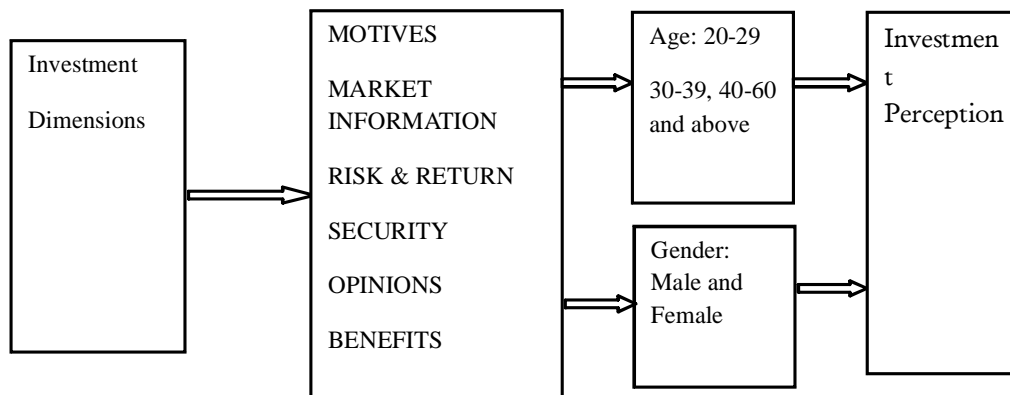 Investment
Dimensions
MOTIVES
MARKET
INFORMATION
RISK & RETURN
SECURITY
OPINIONS
BENEFITS
Age: 20-29
30-39, 40-60
and above
Gender:
Male and
Female
Investmen
t
Perception